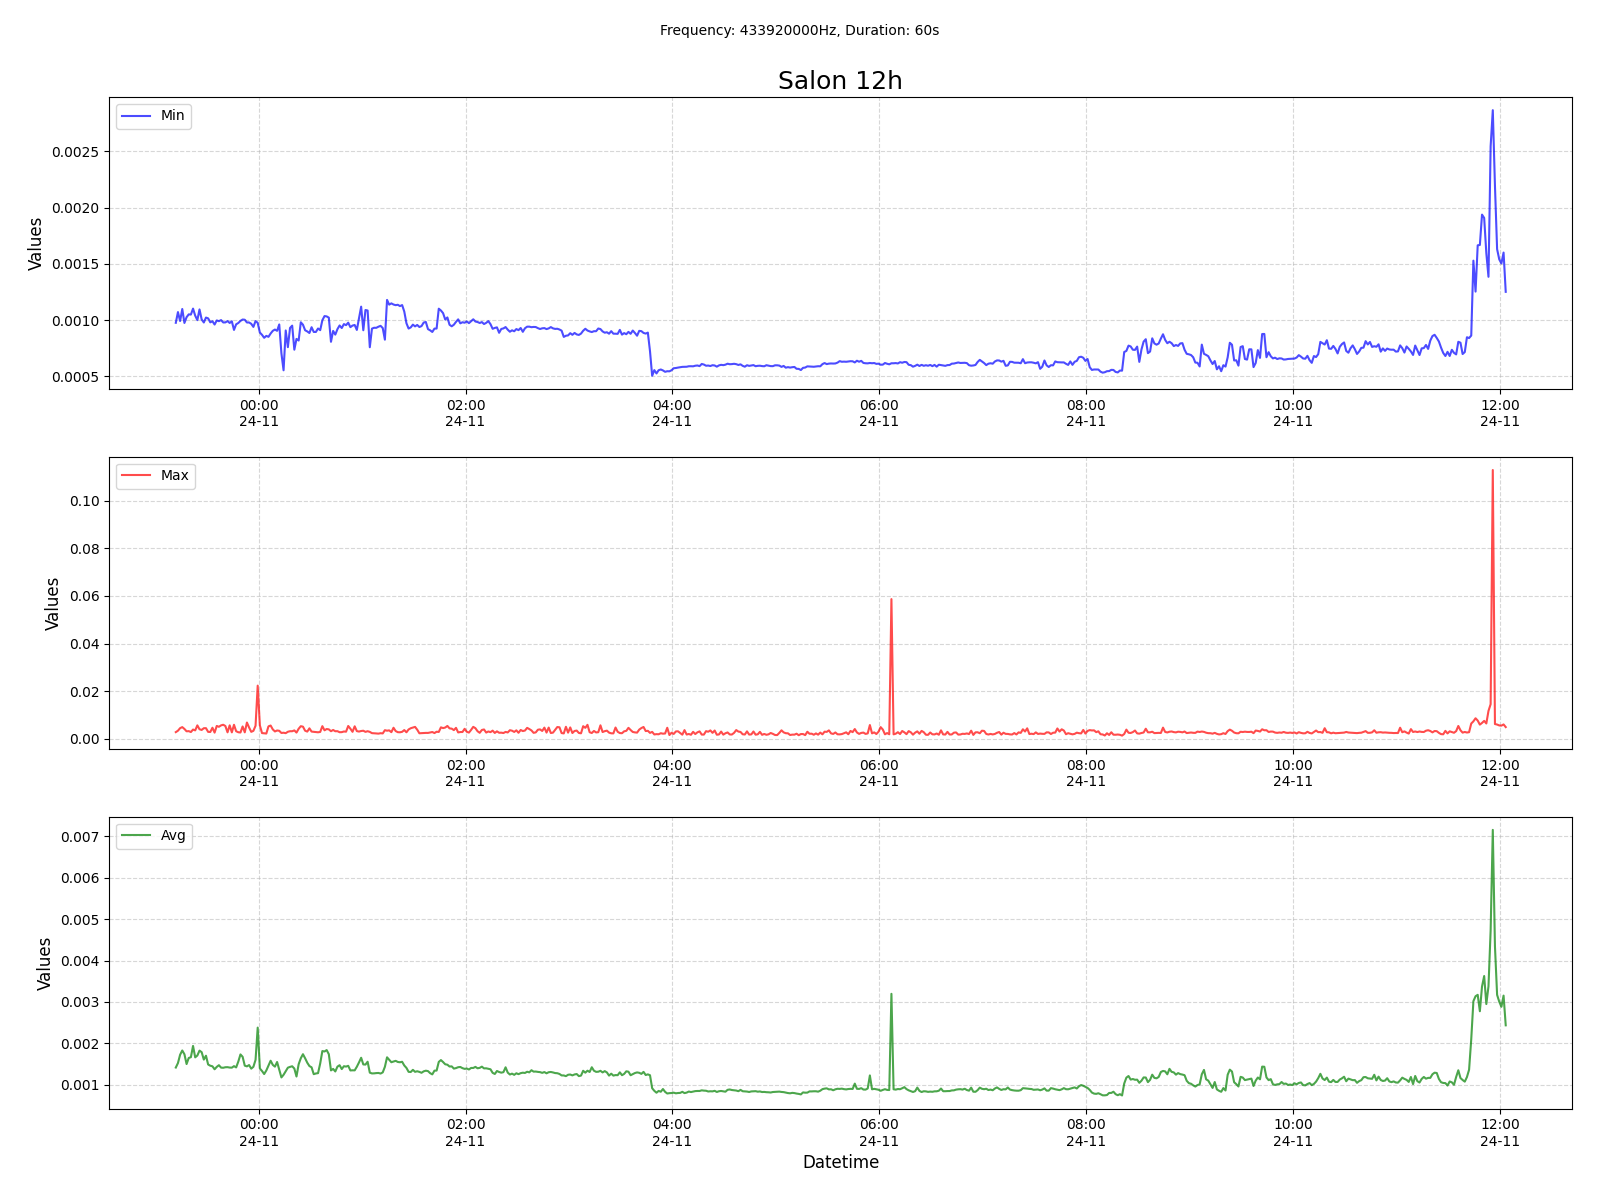 Frequency: 433920000Hz, Duration: 60s
Salon 12h
Min
Values
0.0025
0.0020
0.0015
0.0010
0.0005
00:00 02:00 04:00 06:00 08:00 10:00 12:00
24-11 24-11 24-11 24-11 24-11 24-11 24-11
Max
Values
0.10
0.08
0.06
0.04
0.02
0.00
00:00 02:00 04:00 06:00 08:00 10:00 12:00
24-11 24-11 24-11 24-11 24-11 24-11 24-11
Avg
Values
0.007
0.006
0.005
0.004
0.003
0.002
0.001
00:00 02:00 04:00 06:00 08:00 10:00 12:00
24-11 24-11 24-11 24-11 24-11 24-11 24-11
Datetime